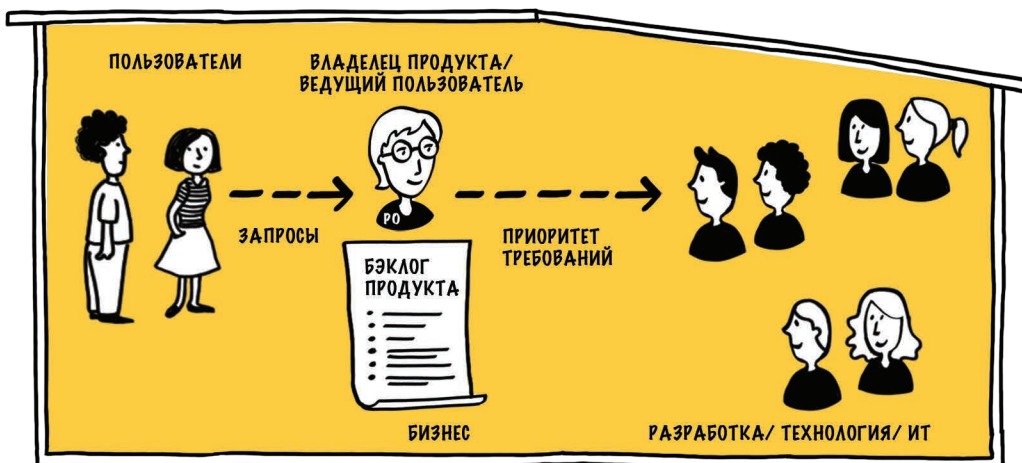 ПОЛЬЗОВАТЕЛИ
ВЛАДЕЛЕЦ ПРОДУКТА/
ВЕДУЩИЙ ПОЛЬЗОВАТЕЛЬ
PO
ЗАПРОСЫ
ПРИОРИТЕТ
ТРЕБОВАНИЙ
БЭКЛОГ
ПРОДУКТА
БИЗНЕС
РАЗРАБОТКА/ ТЕХНОЛОГИЯ/ ИТ